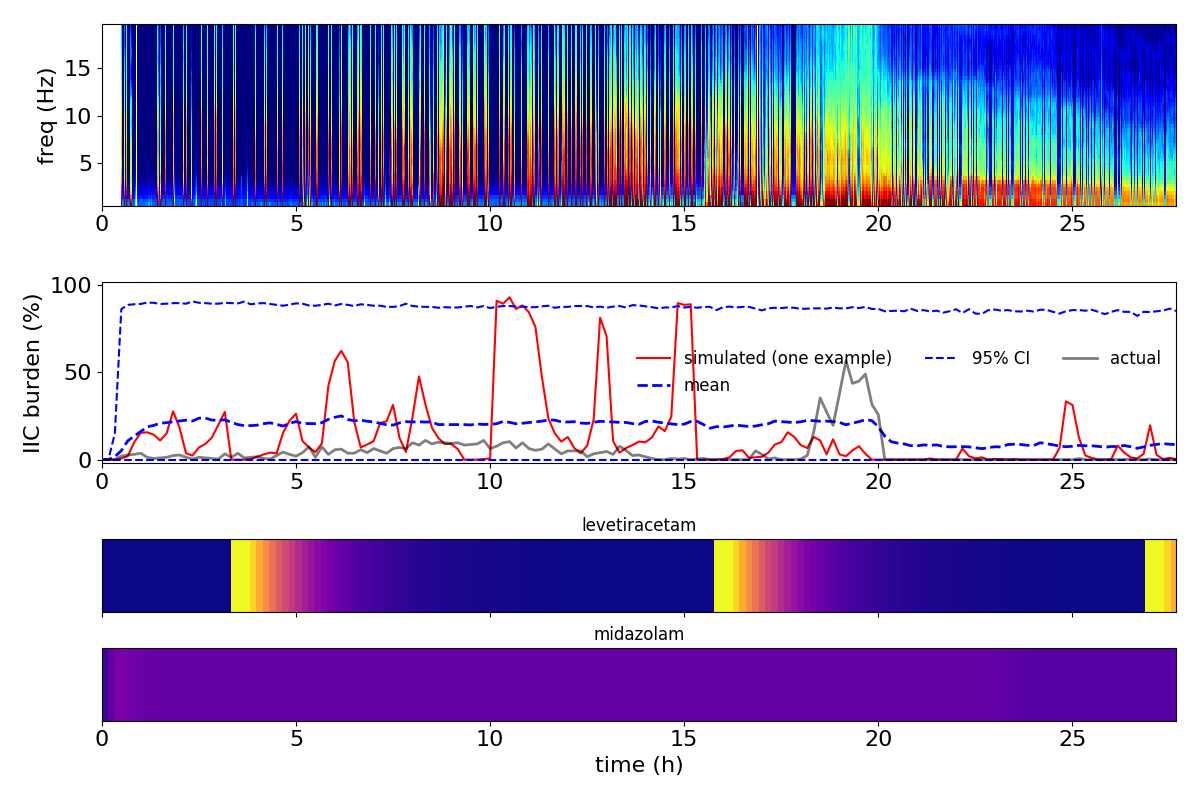 freq (Hz)
15
10
5
0 5 10 15 20 25
IIC burden (%)
100
50
0
simulated (one example) 95% CI actual
mean
0 5 10 15 20 25
levetiracetam
midazolam
0 5 10 15 20 25
time (h)